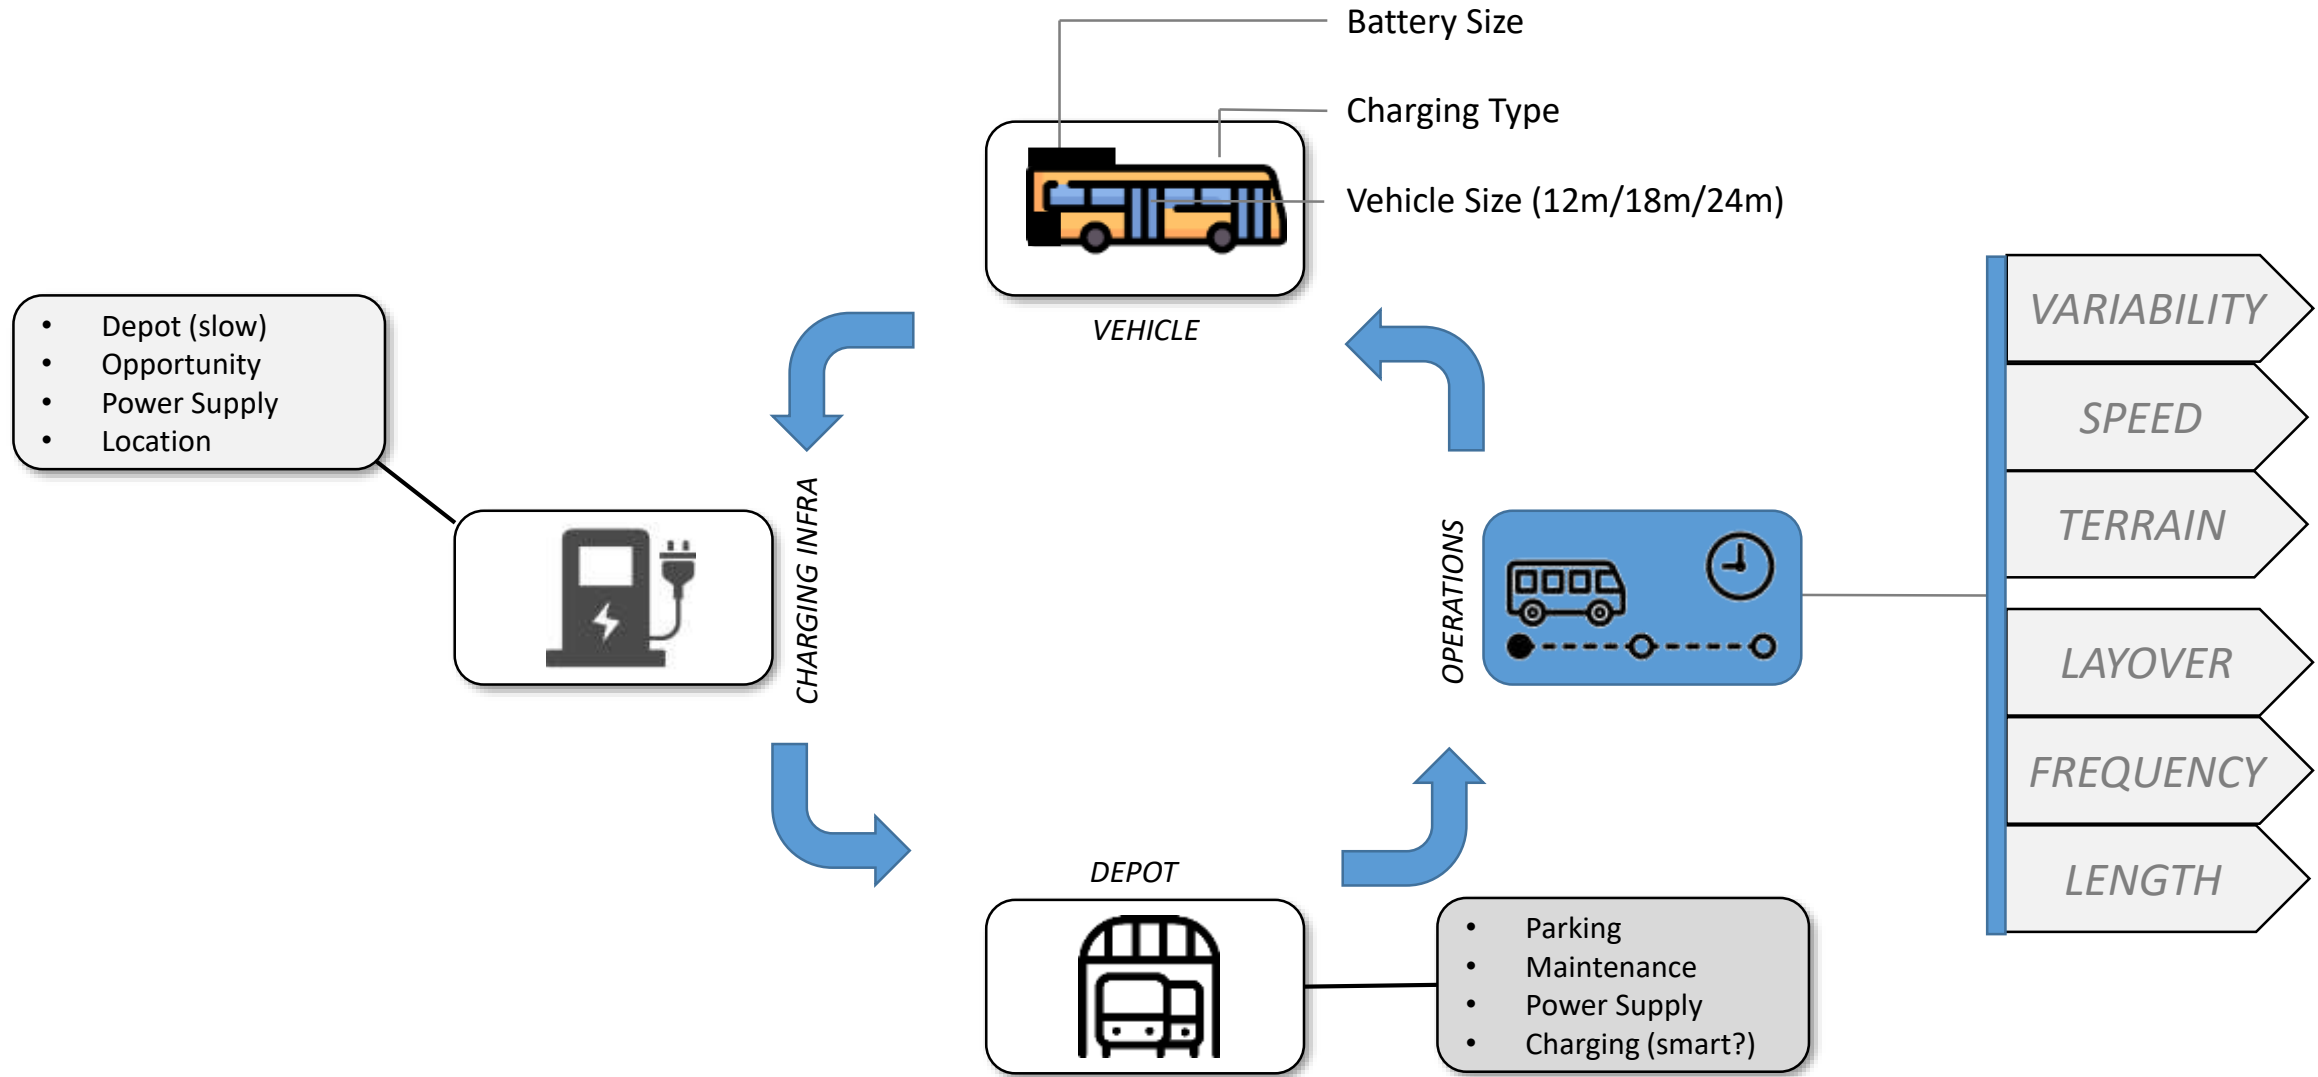 Battery Size
Charging Type
Vehicle Size (12m/18m/24m)
VEHICLE
• Depot (slow)
• Opportunity
• Power Supply
• Location
CHARGING INFRA
OPERATIONS
VARIABILITY
SPEED
TERRAIN
LAYOVER
FREQUENCY
LENGTH
DEPOT
• Parking
• Maintenance
• Power Supply
• Charging (smart?)